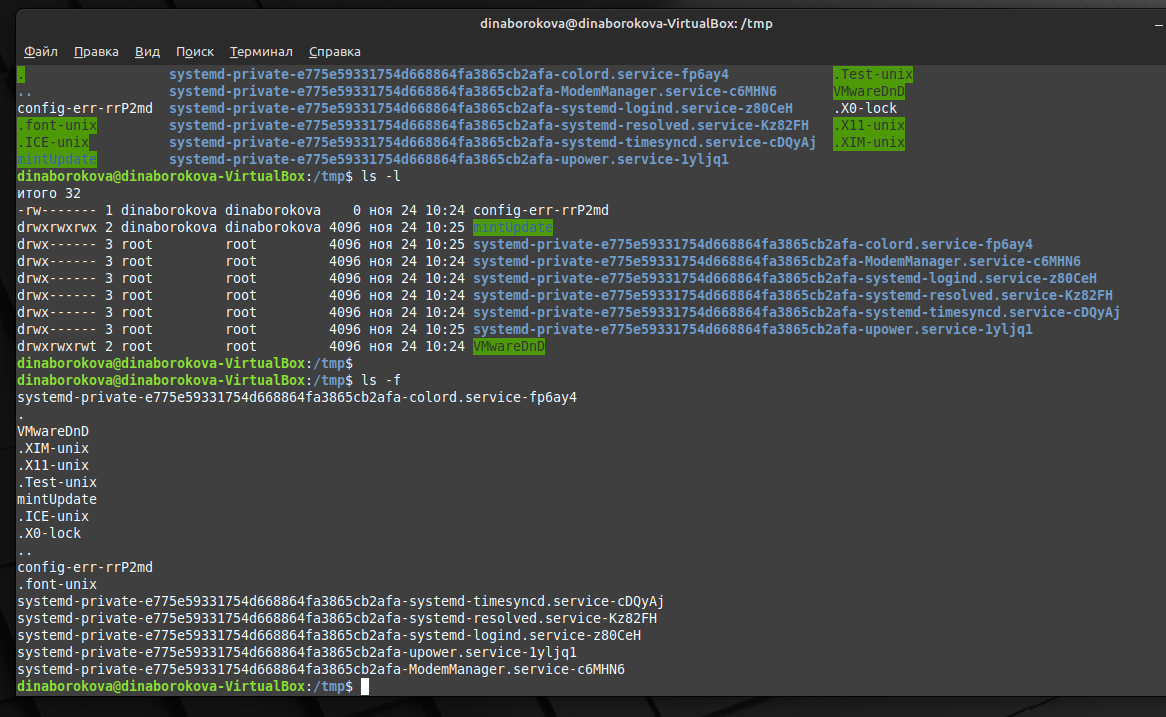 dinaborokova@dinaborokova-VirtualBox: /tmp
Файл Правка Вид Поиск Терминал Справка
. systemd-private-e775e59331754d668864fa3865cb2afa-colord.service-fp6ay4 .Test-unix
.. systemd-private-e775e59331754d668864fa3865cb2afa-ModemManager.service-c6MHN6 VMwareDnD
config-err-rrP2md systemd-private-e775e59331754d668864fa3865cb2afa-systemd-logind.service-z80CeH .X0-lock
.font-unix systemd-private-e775e59331754d668864fa3865cb2afa-systemd-resolved.service-Kz82FH .X11-unix
.ICE-unix systemd-private-e775e59331754d668864fa3865cb2afa-systemd-timesyncd.service-cDQyAj .XIM-unix
mintUpdate systemd-private-e775e59331754d668864fa3865cb2afa-upower.service-1yljq1
dinaborokova@dinaborokova-VirtualBox:/tmp$ ls -l
итого 32
-rw------- 1 dinaborokova dinaborokova 0 ноя 24 10:24 config-err-rrP2md
drwxrwxrwx 2 dinaborokova dinaborokova 4096 ноя 24 10:25 mintUpdate
drwx------ 3 root root 4096 ноя 24 10:25 systemd-private-e775e59331754d668864fa3865cb2afa-colord.service-fp6ay4
drwx------ 3 root root 4096 ноя 24 10:24 systemd-private-e775e59331754d668864fa3865cb2afa-ModemManager.service-c6MHN6
drwx------ 3 root root 4096 ноя 24 10:24 systemd-private-e775e59331754d668864fa3865cb2afa-systemd-logind.service-z80CeH
drwx------ 3 root root 4096 ноя 24 10:24 systemd-private-e775e59331754d668864fa3865cb2afa-systemd-resolved.service-Kz82FH
drwx------ 3 root root 4096 ноя 24 10:24 systemd-private-e775e59331754d668864fa3865cb2afa-systemd-timesyncd.service-cDQyAj
drwx------ 3 root root 4096 ноя 24 10:25 systemd-private-e775e59331754d668864fa3865cb2afa-upower.service-1yljq1
drwxrwxrwt 2 root root 4096 ноя 24 10:24 VMwareDnD
dinaborokova@dinaborokova-VirtualBox:/tmp$
dinaborokova@dinaborokova-VirtualBox:/tmp$ ls -f
systemd-private-e775e59331754d668864fa3865cb2afa-colord.service-fp6ay4
.
VMwareDnD
.XIM-unix
.X11-unix
.Test-unix
mintUpdate
.ICE-unix
.X0-lock
..
config-err-rrP2md
.font-unix
systemd-private-e775e59331754d668864fa3865cb2afa-systemd-timesyncd.service-cDQyAj
systemd-private-e775e59331754d668864fa3865cb2afa-systemd-resolved.service-Kz82FH
systemd-private-e775e59331754d668864fa3865cb2afa-systemd-logind.service-z80CeH
systemd-private-e775e59331754d668864fa3865cb2afa-upower.service-1yljq1
systemd-private-e775e59331754d668864fa3865cb2afa-ModemManager.service-c6MHN6
dinaborokova@dinaborokova-VirtualBox:/tmp$